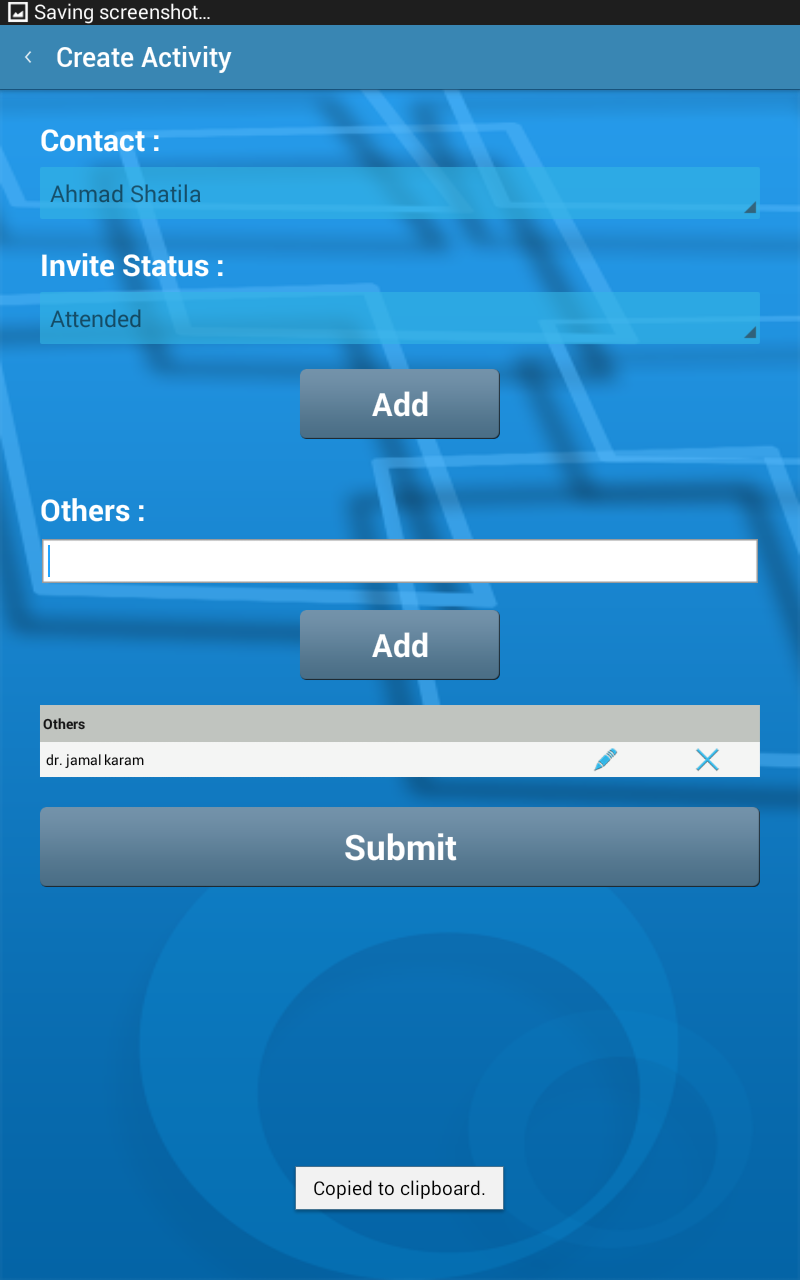 Saving screenshot...
Create Activity
Contact :
Ahmad Shatila
Invite Status :
Attended
Add
Others :
Add
Others
dr. jamal karam
Submit
Copied to clipboard.